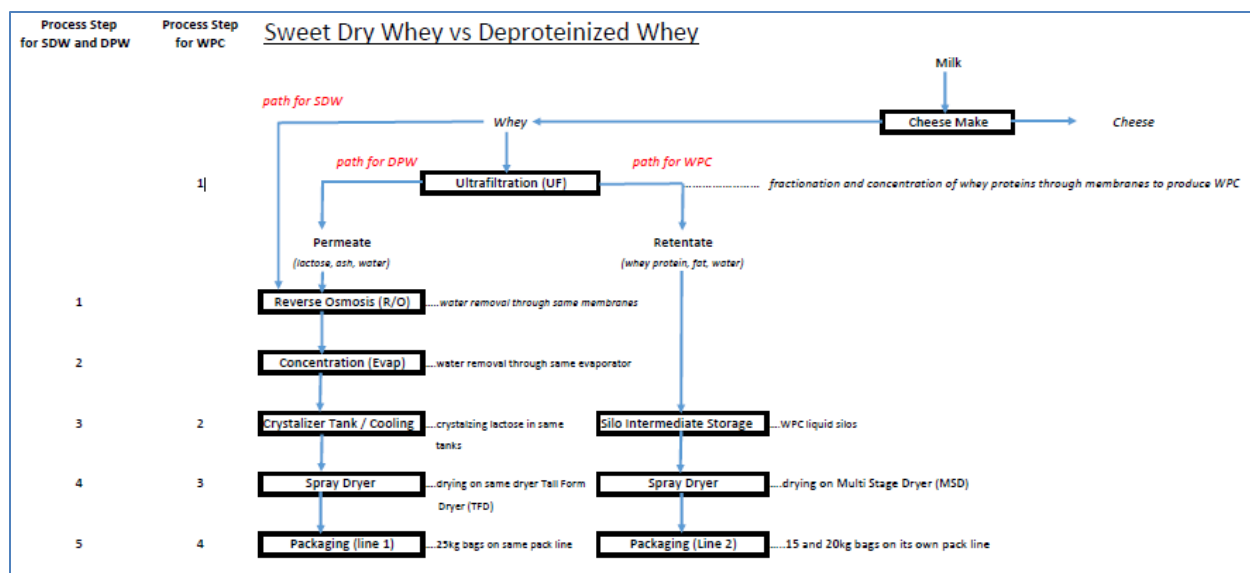 Process Step
for SDW and DPW
Process Step
for WPC
Sweet Dry Whey vs Deproteinized Whey
Milk
path for SDW
Whey
Cheese Make
Cheese
path for DPW
path for WPC
1
Ultrafiltration (UF)
........................ fractionation and concentration of whey proteins through membranes to produce WPC
Permeate
Retentate
(lactose, ash, water)
(whey protein, fat, water)
1
Reverse Osmosis (R/O)
.....water removal through same membranes
2
Concentration (Evap)
.....water removal through same evaporator
3
2
Crystalizer Tank / Cooling
.....crystalzing lactose in same
tanks
Silo Intermediate Storage
.....WPC liquid silos
4
3
Spray Dryer
.....drying on same dryer Tall Form
Dryer (TFD)
Spray Dryer
.....drying on Multi Stage Dryer (MSD)
5
4
Packaging (line 1)
.....25kg bags on same pack line
Packaging (Line 2)
......15 and 20kg bags on its own pack line